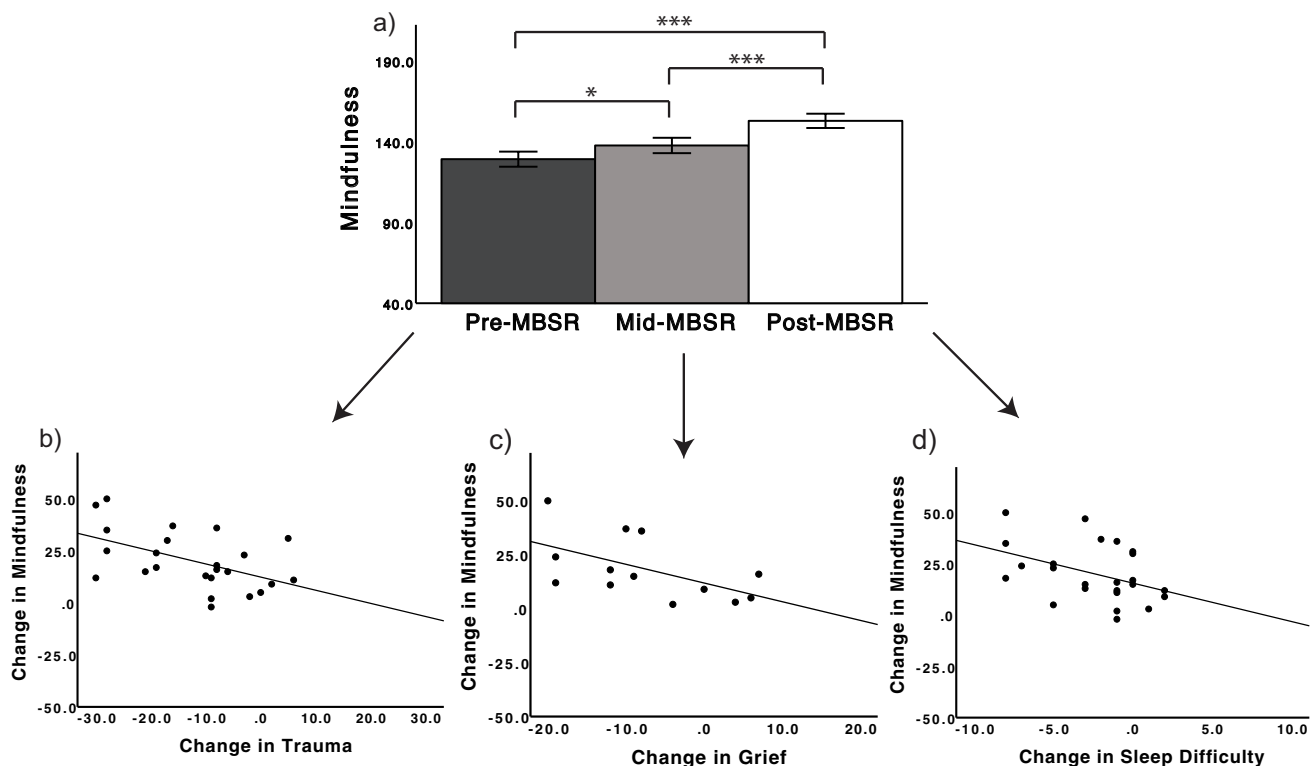 a)
***
***
*
Mindfulness
190.0
140.0
90.0
40.0
Pre-MBSR Mid-MBSR Post-MBSR
b)
Change in Mindfulness
50.0
25.0
.0
-25.0
-50.0
-30.0 -20.0 -10.0 .0 10.0 20.0 30.0
Change in Trauma
c)
Change in Mindfulness
50.0
25.0
.0
-25.0
-50.0
-20.0 -10.0 .0 10.0 20.0
Change in Grief
d)
Change in Mindfulness
50.0
25.0
.0
-25.0
-50.0
-10.0 -5.0 .0 5.0 10.0
Change in Sleep Difficulty